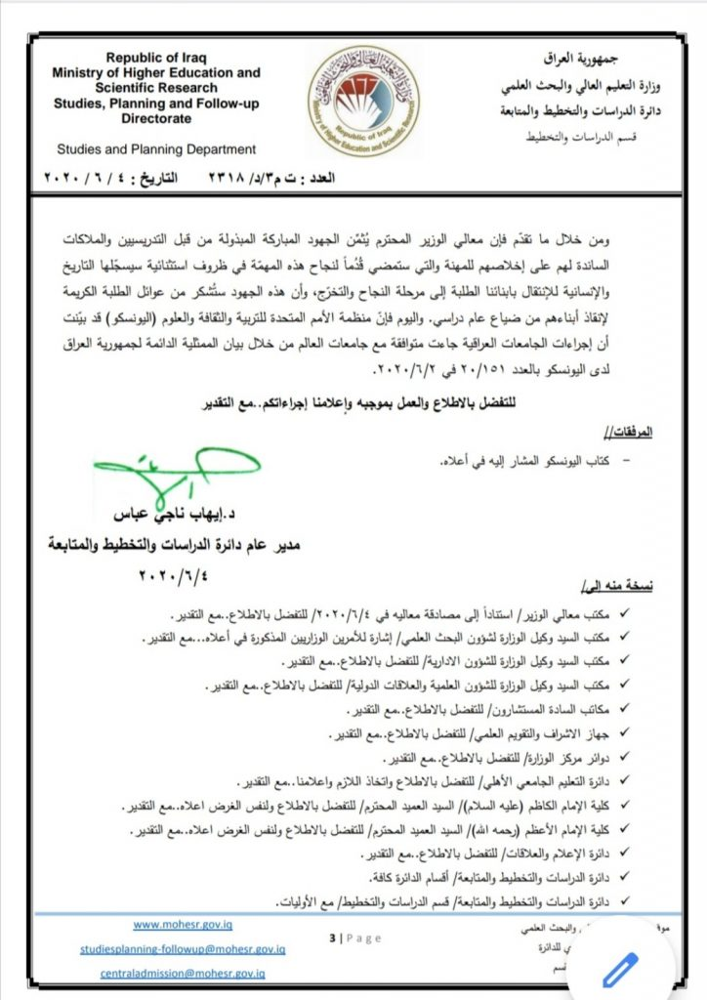 Republic of Iraq
Ministry of Higher Education and
Scientific Research
Studies, Planning and Follow-up
Directorate
Studies and Planning Department
Republic of Iraq
Ministry of Higher Education and Scientific Research
جمهورية العراق
وزارة التعليم العالي والبحث العلمي
دائرة الدراسات والتخطيط والمتابعة
قسم الدراسات والتخطيط
العدد : ت م٣/د/ ٢٣١٨ التاريخ : ٤ / ٦ / ٢٠٢٠
ومن خلال ما تقدّم فإن معالي الوزير المحترم يُثمَّن الجهود المباركة المبذولة من قبل التدريسيين والملاكات
الساندة لهم على إخلاصهم للمهنة والتي ستمضي قُدُماً لنجاح هذه المهمّة في ظروف استثنائية سيسجّلها التاريخ
والإنسانية للإنتقال بابنائنا الطلبة إلى مرحلة النجاح والتخرّج، وأن هذه الجهود ستُشكر من عوائل الطلبة الكريمة
لإنقاذ أبناءهم من ضياع عام دراسي. واليوم فإنّ منظمة الأمم المتحدة للتربية والثقافة والعلوم (اليونسكو) قد بيّنت
أن إجراءات الجامعات العراقية جاءت متوافقة مع جامعات العالم من خلال بيان الممثلية الدائمة لجمهورية العراق
لدى اليونسكو بالعدد ٢٠/١٥١ في ٢٠٢٠/٦/٢.
للتفضل بالاطلاع والعمل بموجبه وإعلامنا إجراءاتكم..مع التقدير
المرفقات//
- كتاب اليونسكو المشار إليه في أعلاه.
د.إيهاب ناجي عباس
مدير عام دائرة الدراسات والتخطيط والمتابعة
٢٠٢٠/٦/٤
نسخة منه إلى/
✓ مكتب معالي الوزير/ استناداً إلى مصادقة معاليه في ٢٠٢٠/٦/٤/ للتفضل بالاطلاع..مع التقدير.
✓ مكتب السيد وكيل الوزارة لشؤون البحث العلمي/ إشارة للأمرين الوزاريين المذكورة في أعلاه...مع التقدير.
✓ مكتب السيد وكيل الوزارة للشؤون الادارية/ للتفضل بالاطلاع..مع التقدير.
✓ مكتب السيد وكيل الوزارة للشؤون العلمية والعلاقات الدولية/ للتفضل بالاطلاع..مع التقدير.
✓ مكاتب السادة المستشارون/ للتفضل بالاطلاع..مع التقدير.
✓ جهاز الاشراف والتقويم العلمي/ للتفضل بالاطلاع..مع التقدير.
✓ دوائر مركز الوزارة/ للتفضل بالاطلاع..مع التقدير.
✓ دائرة التعليم الجامعي الأهلي/ للتفضل بالاطلاع واتخاذ اللازم واعلامنا..مع التقدير.
✓ كلية الإمام الكاظم (عليه السلام)/ السيد العميد المحترم/ للتفضل بالاطلاع ولنفس الغرض اعلاه..مع التقدير.
✓ كلية الإمام الأعظم (رحمه الله)/ السيد العميد المحترم/ للتفضل بالاطلاع ولنفس الغرض اعلاه..مع التقدير.
✓ دائرة الإعلام والعلاقات/ للتفضل بالاطلاع..مع التقدير.
✓ دائرة الدراسات والتخطيط والمتابعة/ أقسام الدائرة كافة.
✓ دائرة الدراسات والتخطيط والمتابعة/ قسم الدراسات والتخطيط/ مع الأوليات.
www.mohesr.gov.iq
studiesplanning-followup@mohesr.gov.iq
centraladmission@mohesr.gov.iq
3 | Page
والبحث العلمي
للدائرة